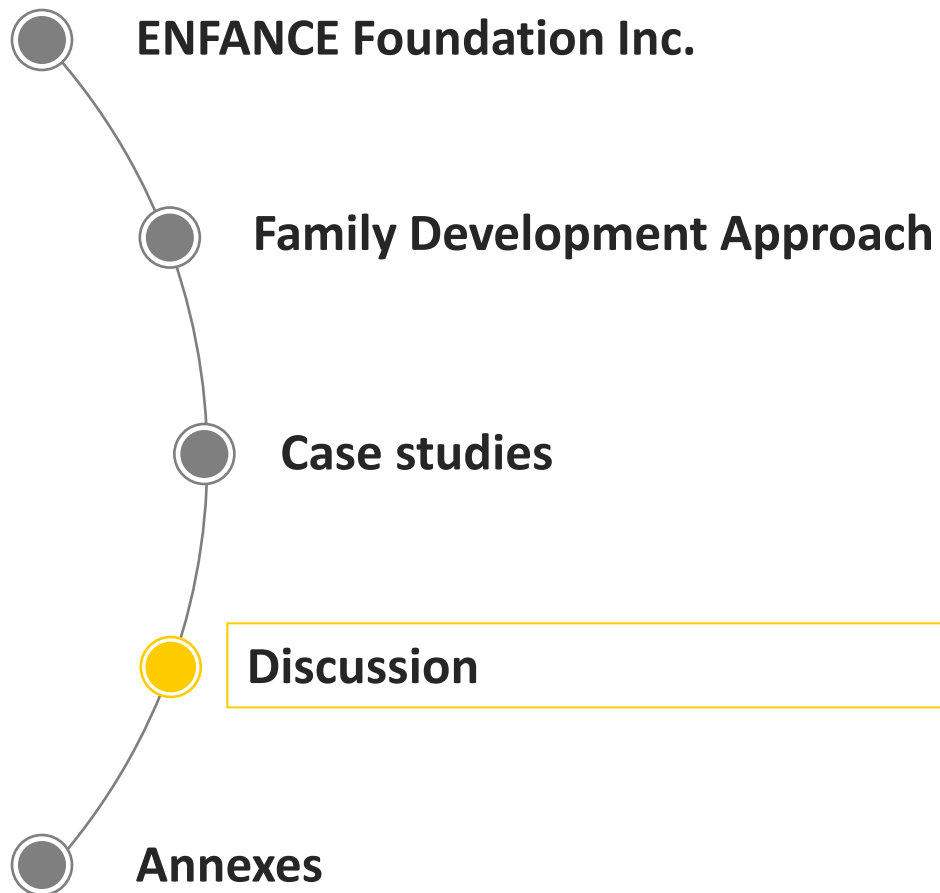 ENFANCE Foundation Inc.
Family Development Approach
Case studies
Discussion
Annexes